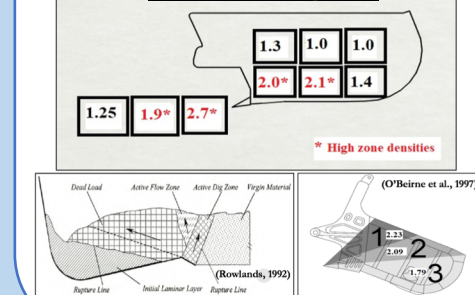 1.3 1.0 1.0
2.0* 2.1* 1.4
1.25 1.9* 2.7*
* High zone densities
Dead Load Active Flow Zone Active Dig Zone Virgin Material
(Rowlands, 1992)
Rupture Line Initial Laminar Layer Rupture Line
(O'Beirne et al., 1997)
1 2.23
2.09 2
1.79 3